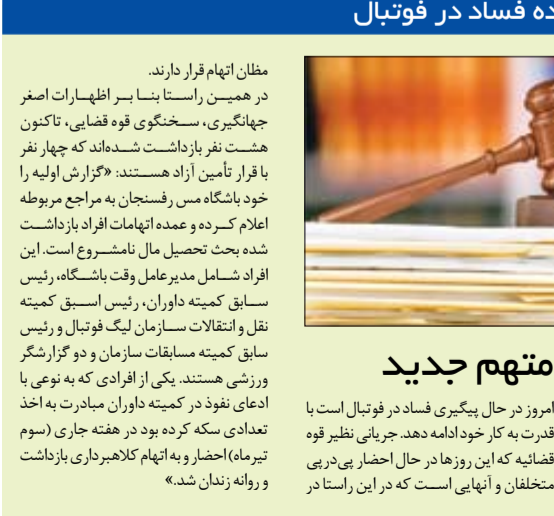 ده فساد در فوتبال
متهم جدید
امروز در حال پیگیری فساد در فوتبال است با
قدرت به کار خود ادامه دهد. جریانی نظیر قوه
قضائیه که این روزها در حال احضار پی‌درپی
متخلفان و آنهایی است که در این راستا در
مظان اتهام قرار دارند.
در همین راستا بنا بر اظهارات اصغر
جهانگیری، سخنگوی قوه قضایی، تاکنون
هشت نفر بازداشت شده‌اند که چهار نفر
با قرار تأمین آزاد هستند: «گزارش اولیه را
خود باشگاه مس رفسنجان به مراجع مربوطه
اعلام کرده و عمده اتهامات افراد بازداشت
شده بحث تحصیل مال نامشروع است. این
افراد شامل مدیرعامل وقت باشگاه، رئیس
سابق کمیته داوران، رئیس اسبق کمیته
نقل و انتقالات سازمان لیگ فوتبال و رئیس
سابق کمیته مسابقات سازمان و دو گزارشگر
ورزشی هستند. یکی از افرادی که به نوعی با
ادعای نفوذ در کمیته داوران مبادرت به اخذ
تعدادی سکه کرده بود در هفته جاری (سوم
تیرماه) احضار و به اتهام کلاهبرداری بازداشت
و روانه زندان شد.»